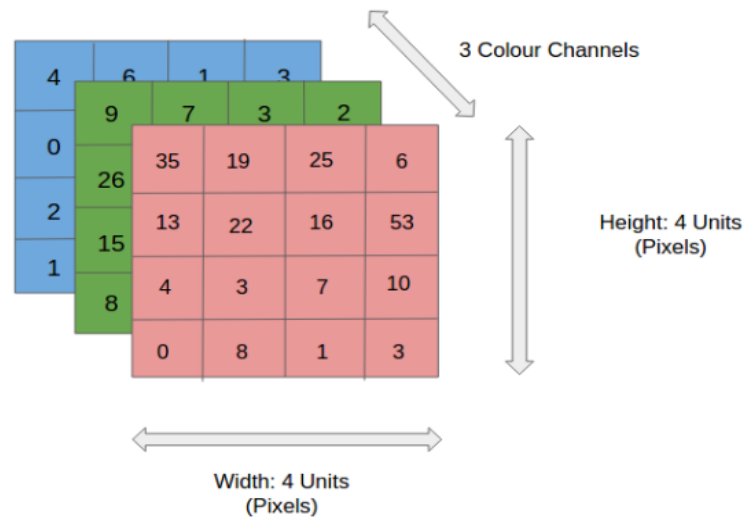 3 Colour Channels
4 6 1 3
9 7 3 2
0
35 19 25 6
26
2
13 22 16 53
Height: 4 Units
(Pixels)
15
1
4 3 7 10
8
0 8 1 3
Width: 4 Units
(Pixels)